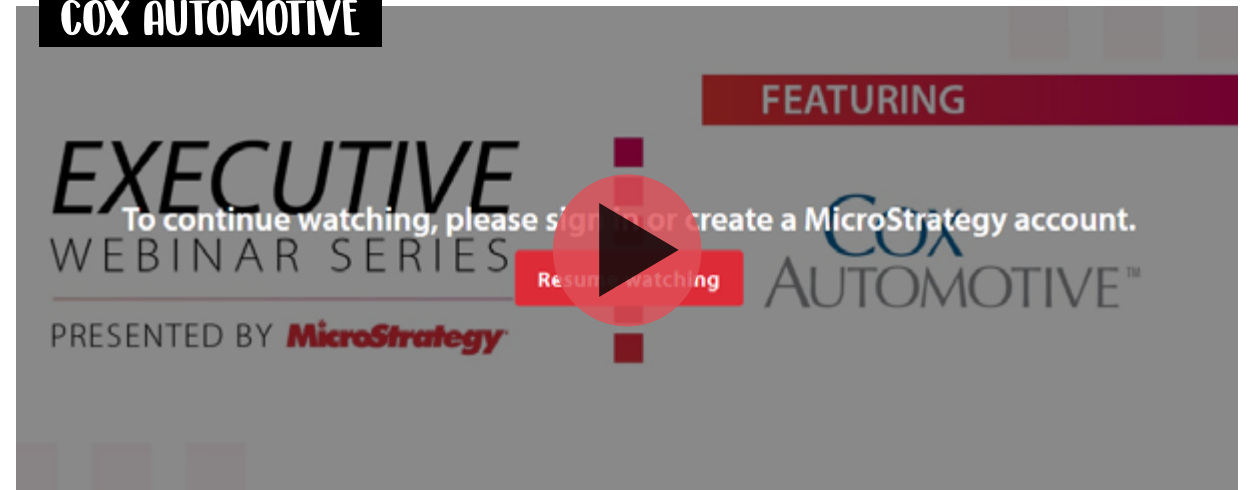 COX AUTOMOTIVE
FEATURING
EXECUTIVE
To continue watching, please sign in or create a MicroStrategy account.
WEBINAR SERIES
Resume watching
COX
AUTOMOTIVE™
PRESENTED BY MicroStrategy